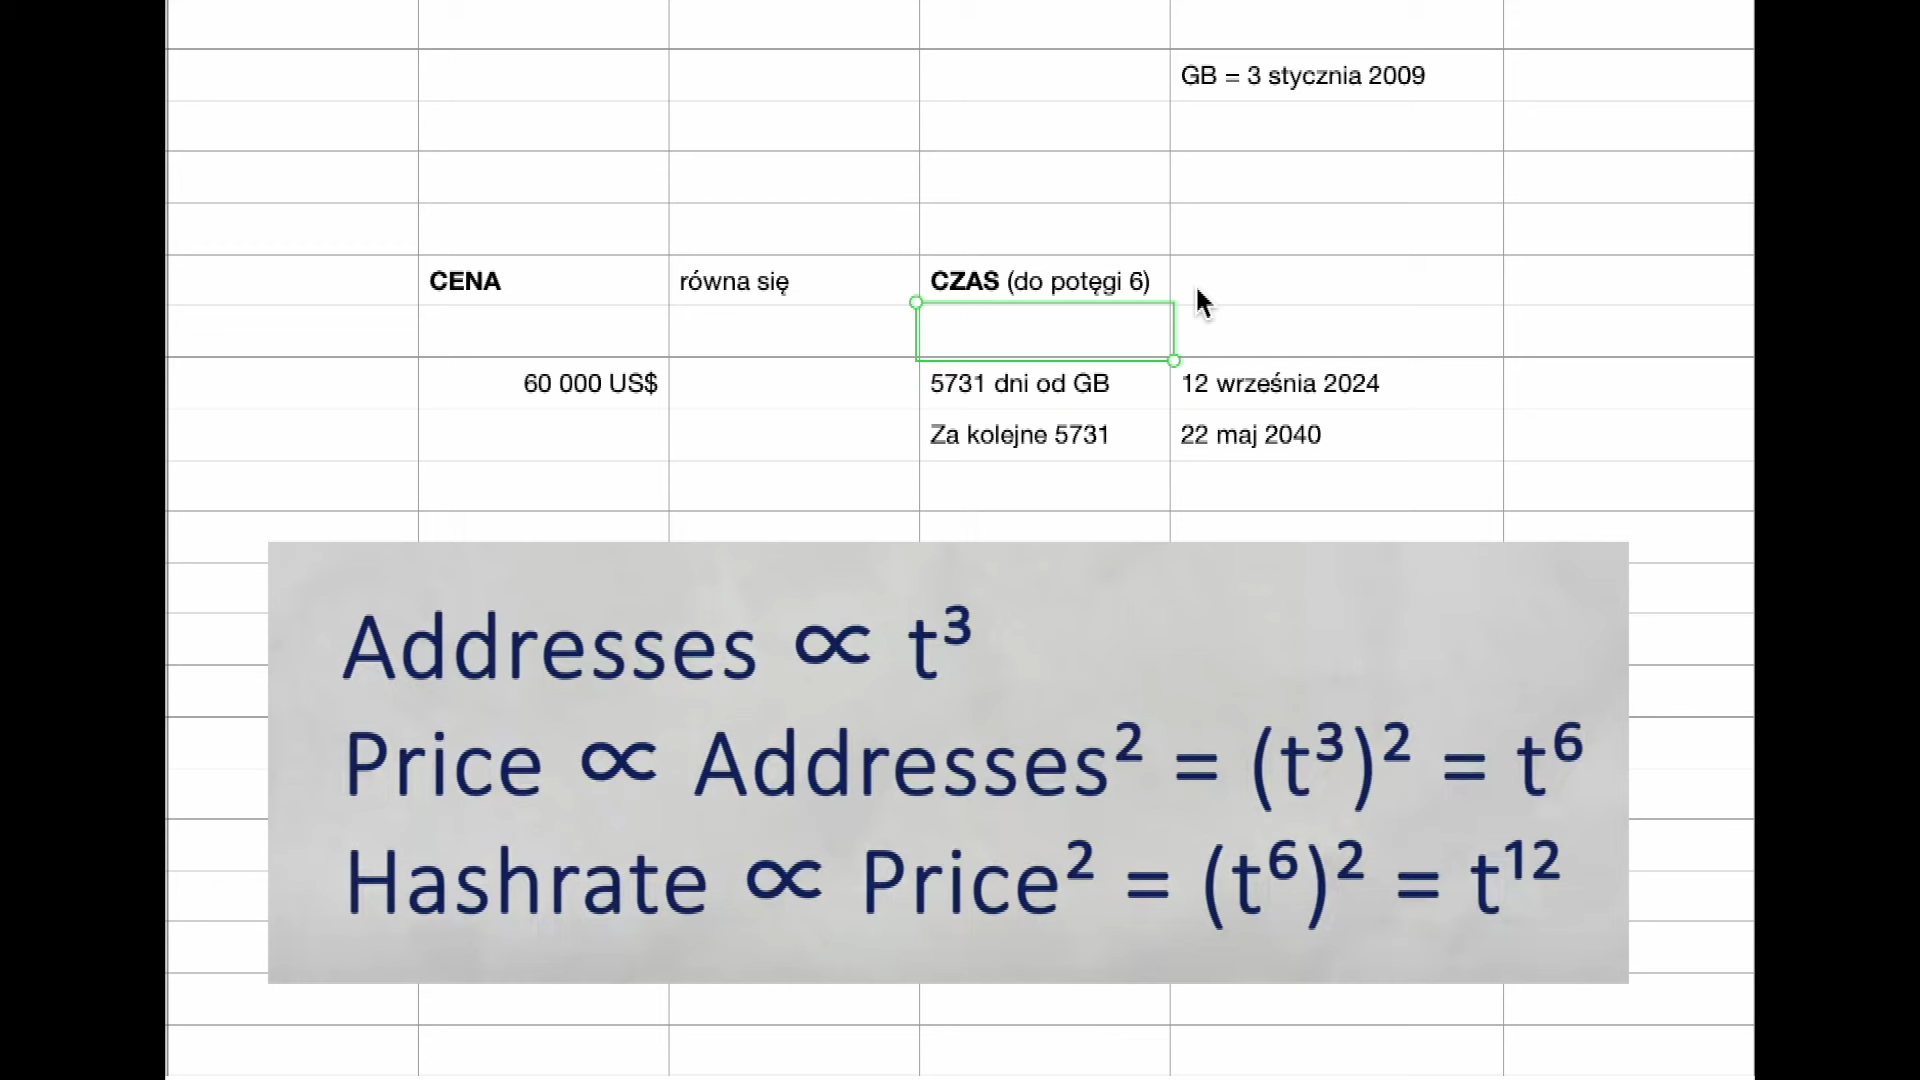 GB = 3 stycznia 2009
CENA równa się CZAS (do potęgi 6)
60 000 US$ 5731 dni od GB 12 września 2024
Za kolejne 5731 22 maj 2040
Addresses ∝ t³
Price ∝ Addresses² = (t³)² = t⁶
Hashrate ∝ Price² = (t⁶)² = t¹²